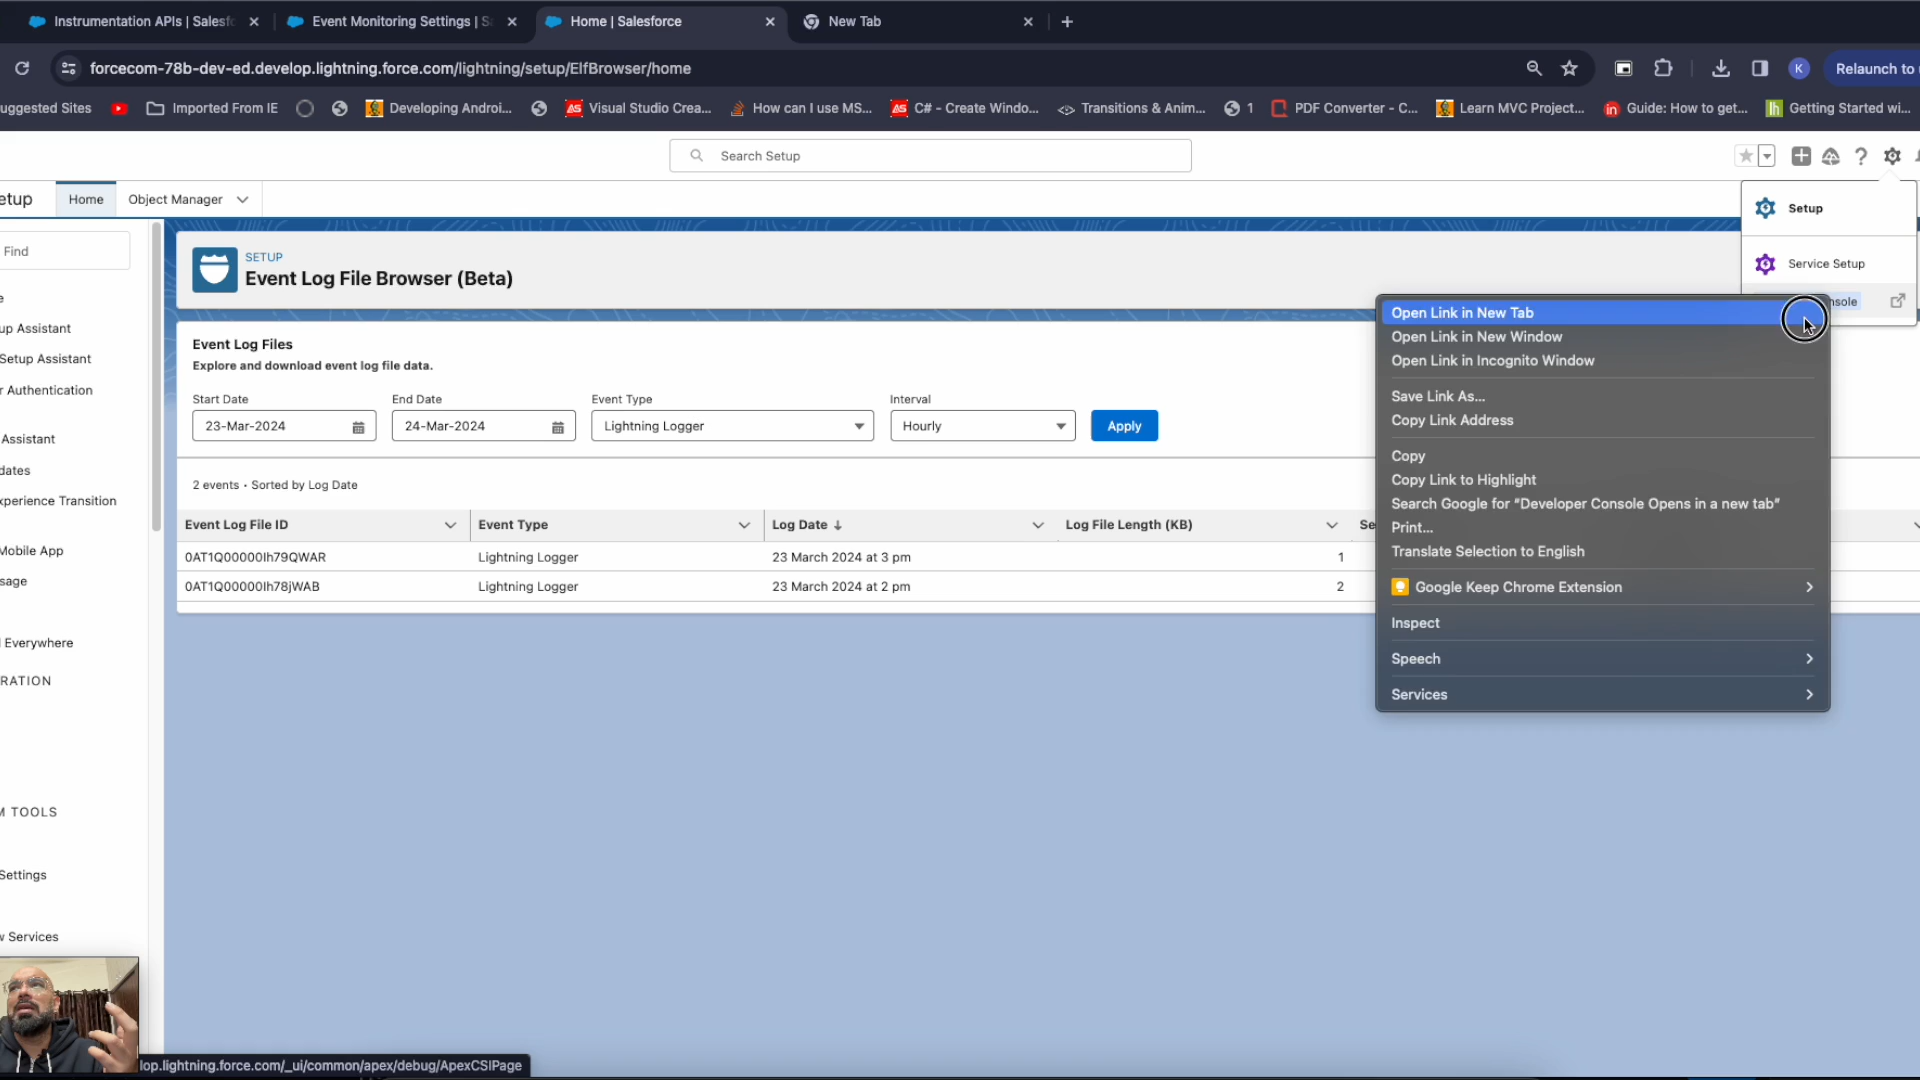 Instrumentation APIs | Salesf
Event Monitoring Settings | S
Home | Salesforce
New Tab
forcecom-78b-dev-ed.develop.lightning.force.com/lightning/setup/ElfBrowser/home
K
Relaunch to
uggested Sites
Imported From IE
Developing Androi...
Visual Studio Crea...
How can I use MS...
C# - Create Windo...
Transitions & Anim...
1
PDF Converter - C...
Learn MVC Project...
Guide: How to get...
Getting Started wi...
Search Setup
etup
Home
Object Manager
Setup
Service Setup
nsole
Find
e
up Assistant
Setup Assistant
r Authentication
Assistant
dates
xperience Transition
Mobile App
sage
l Everywhere
RATION
M TOOLS
Settings
w Services
SETUP
Event Log File Browser (Beta)
Event Log Files
Explore and download event log file data.
Start Date
End Date
Event Type
Interval
23-Mar-2024
24-Mar-2024
Lightning Logger
Hourly
Apply
2 events • Sorted by Log Date
Event Log File ID
Event Type
Log Date ↓
Log File Length (KB)
Se
0AT1Q00000lh79QWAR
Lightning Logger
23 March 2024 at 3 pm
1
0AT1Q00000lh78jWAB
Lightning Logger
23 March 2024 at 2 pm
2
Open Link in New Tab
Open Link in New Window
Open Link in Incognito Window
Save Link As...
Copy Link Address
Copy
Copy Link to Highlight
Search Google for “Developer Console Opens in a new tab”
Print...
Translate Selection to English
Google Keep Chrome Extension
Inspect
Speech
Services
lop.lightning.force.com/_ui/common/apex/debug/ApexCSIPage